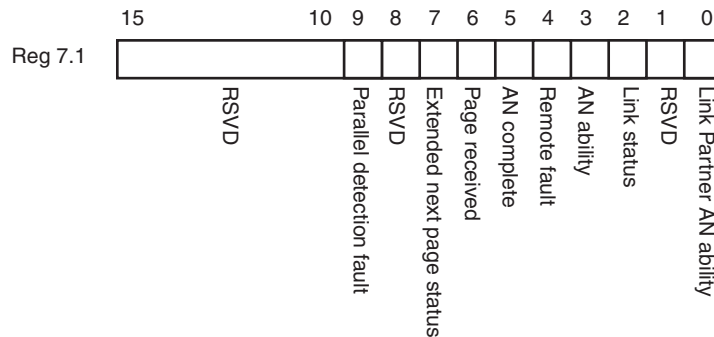 15 10 9 8 7 6 5 4 3 2 1 0
Reg 7.1
RSVD
Parallel detection fault
RSVD
Extended next page status
Page received
AN complete
Remote fault
AN ability
Link status
RSVD
Link Partner AN ability